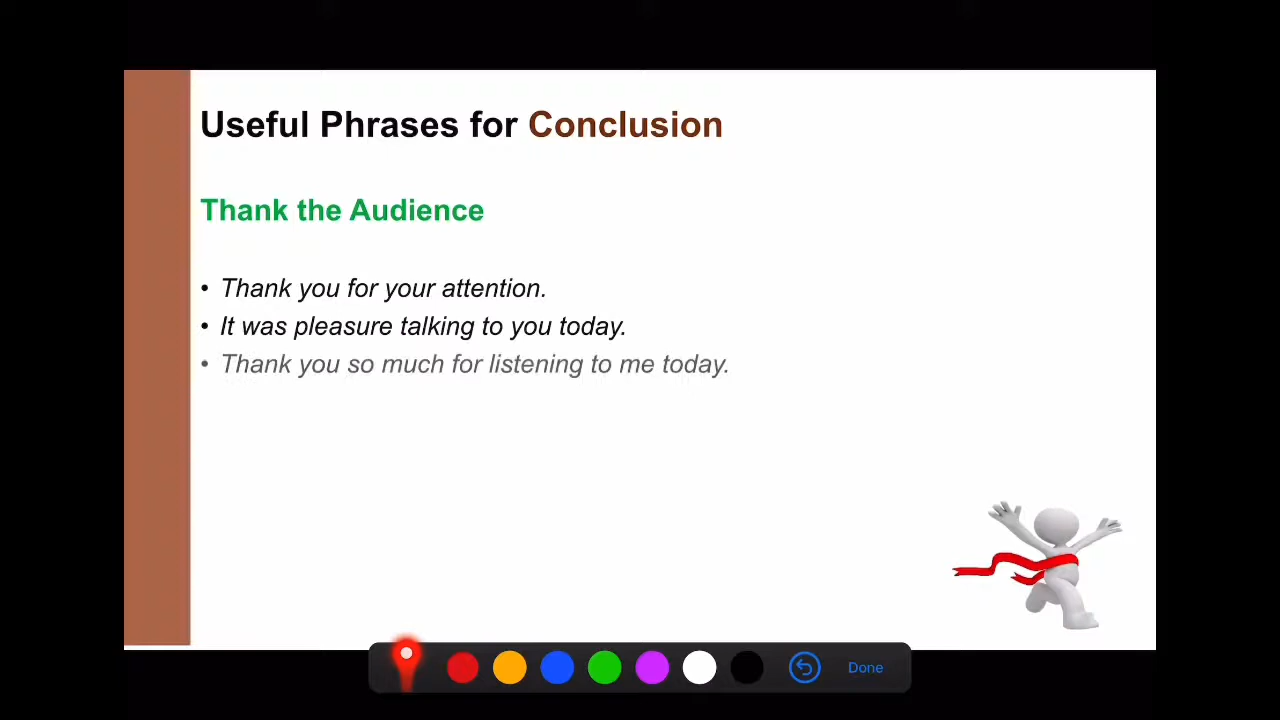 Useful Phrases for Conclusion
Thank the Audience
• Thank you for your attention.
• It was pleasure talking to you today.
• Thank you so much for listening to me today.
Done